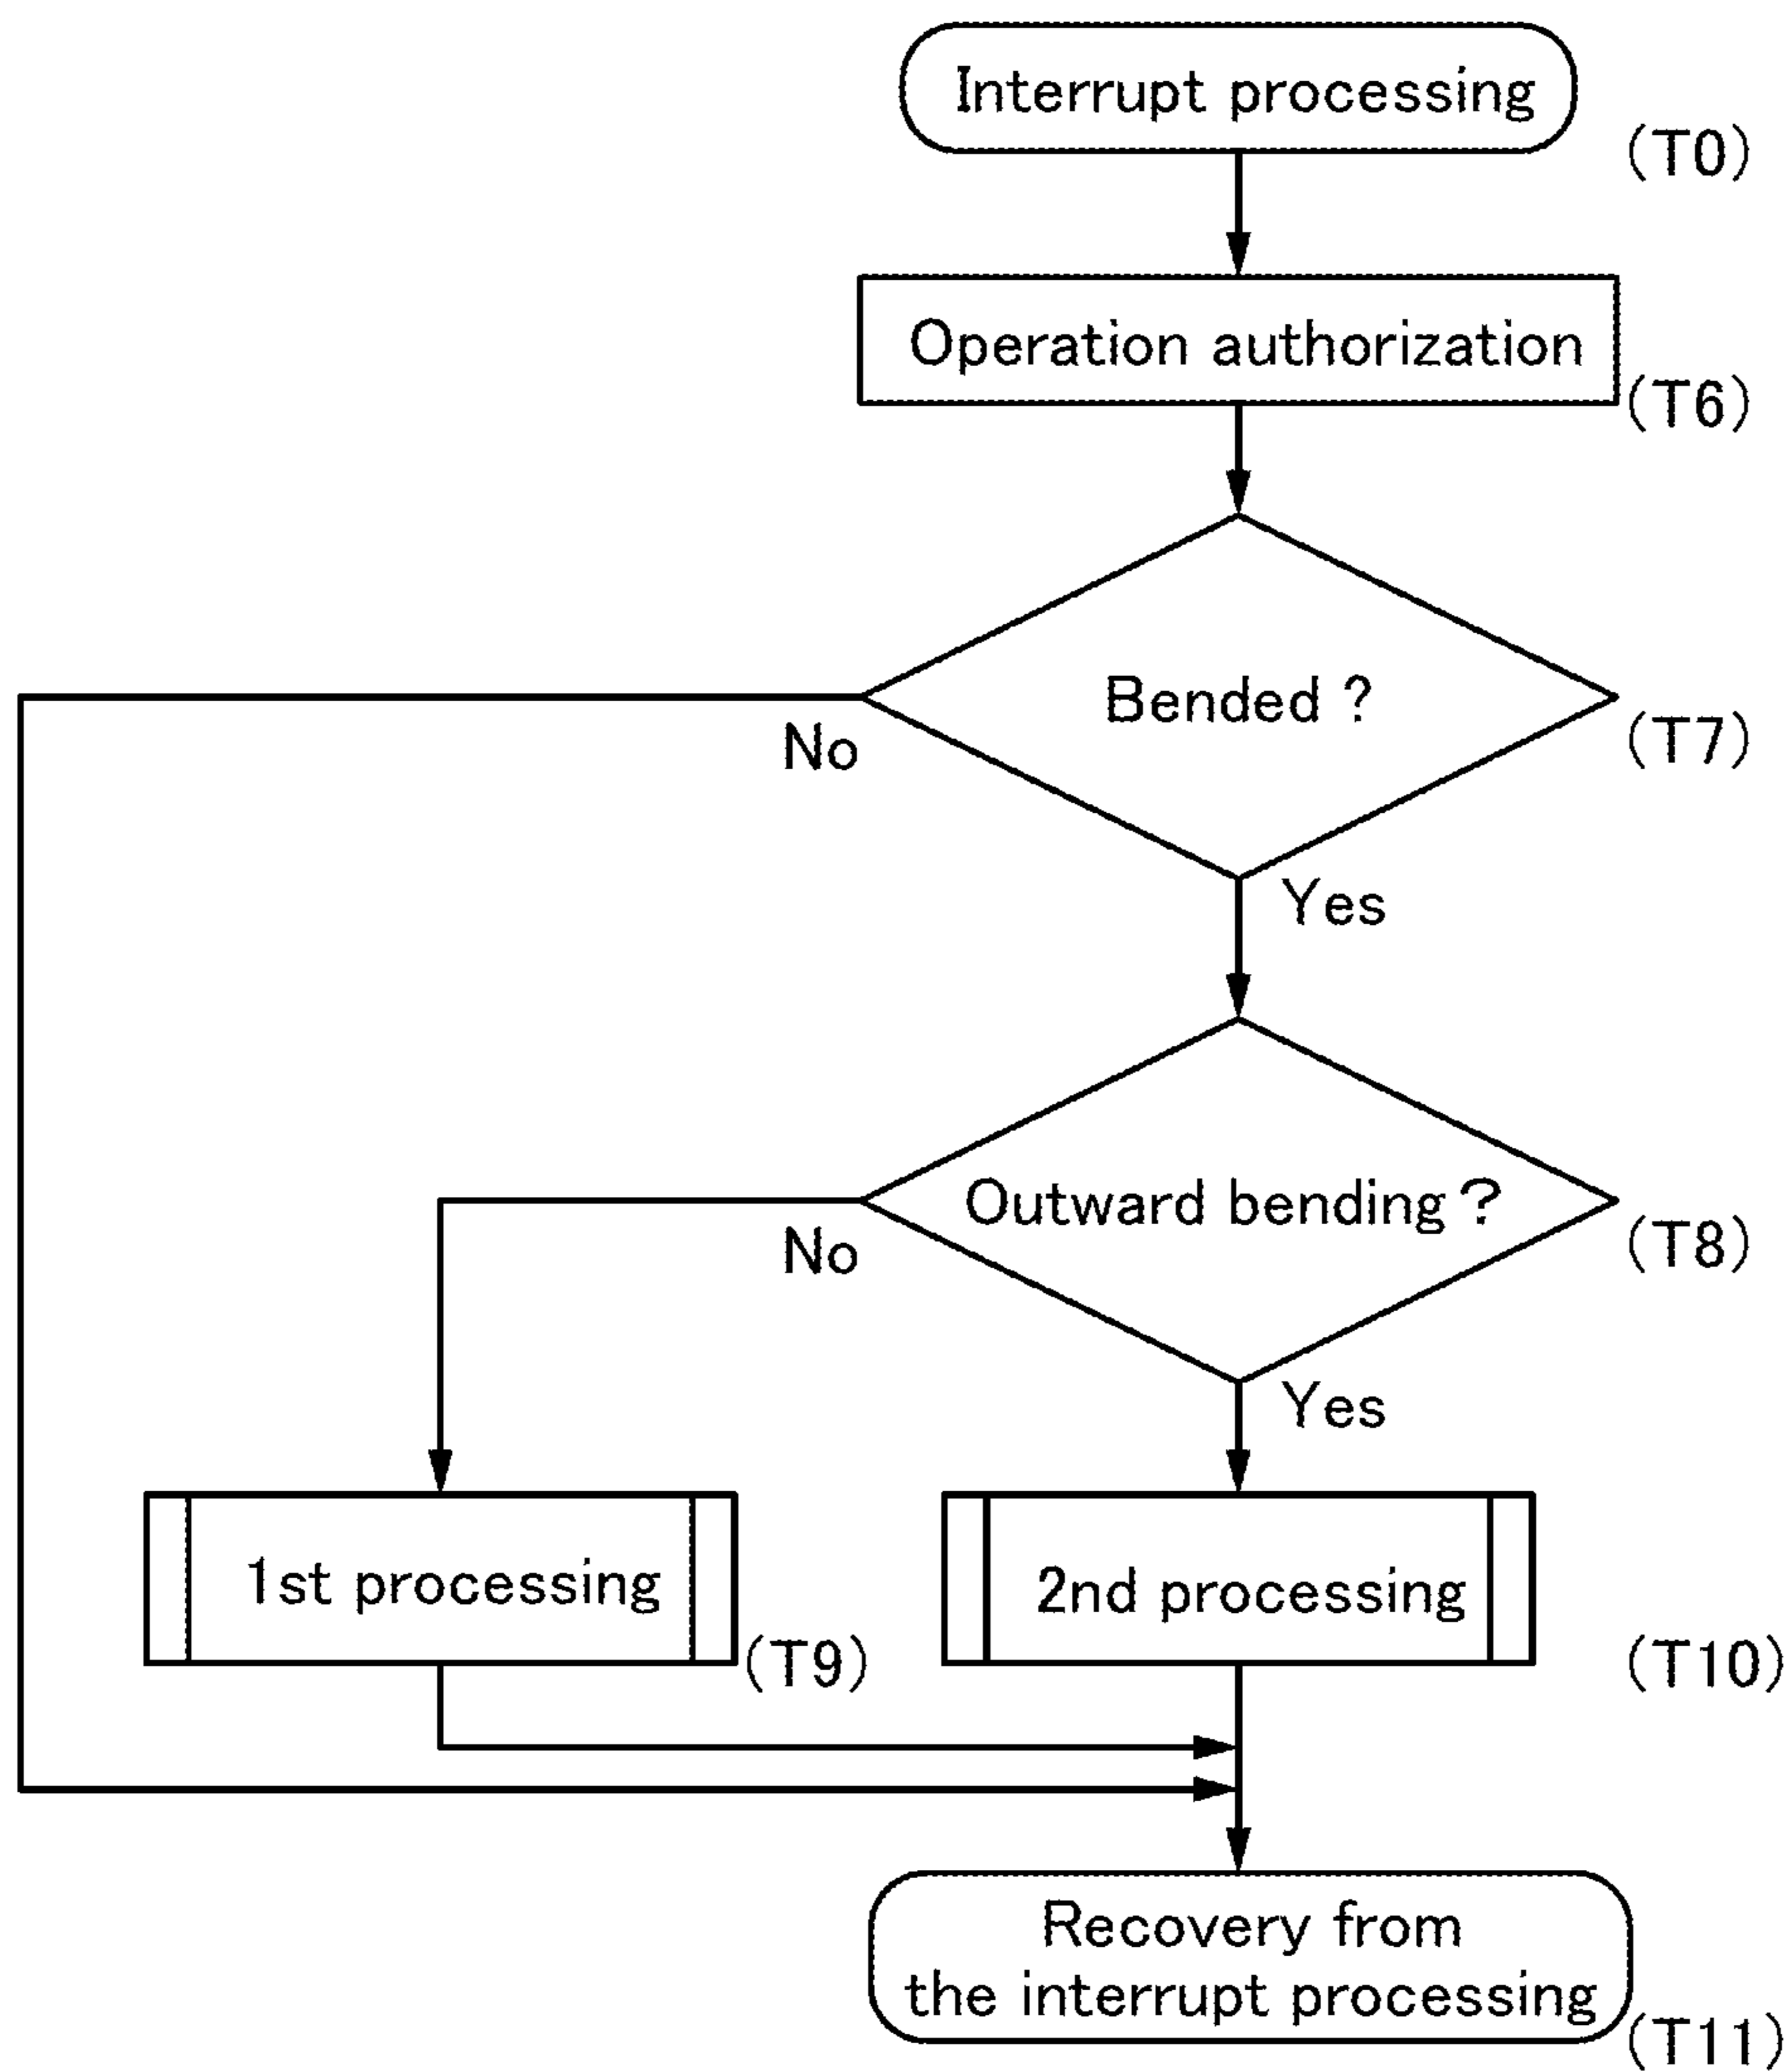 Interrupt processing
(T0)
Operation authorization
(T6)
Bended ?
(T7)
No
Yes
Outward bending ?
(T8)
No
Yes
1st processing
(T9)
2nd processing
(T10)
Recovery from
the interrupt processing
(T11)